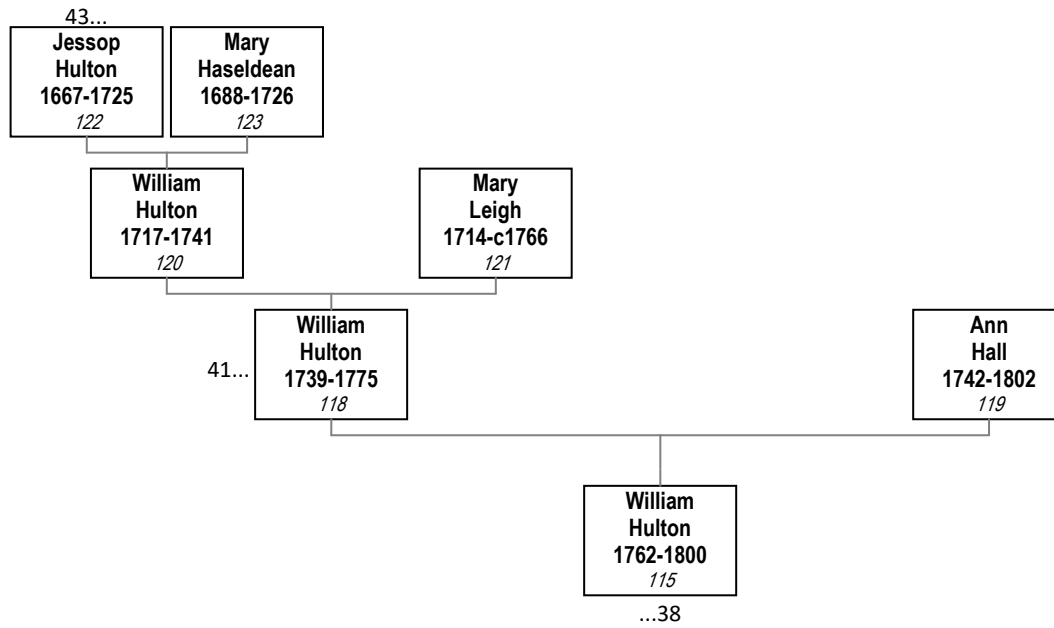 43...
Jessop
Hulton
1667-1725
122
Mary
Haseldean
1688-1726
123
William
Hulton
1717-1741
120
Mary
Leigh
1714-c1766
121
41...
William
Hulton
1739-1775
118
Ann
Hall
1742-1802
119
William
Hulton
1762-1800
115
...38